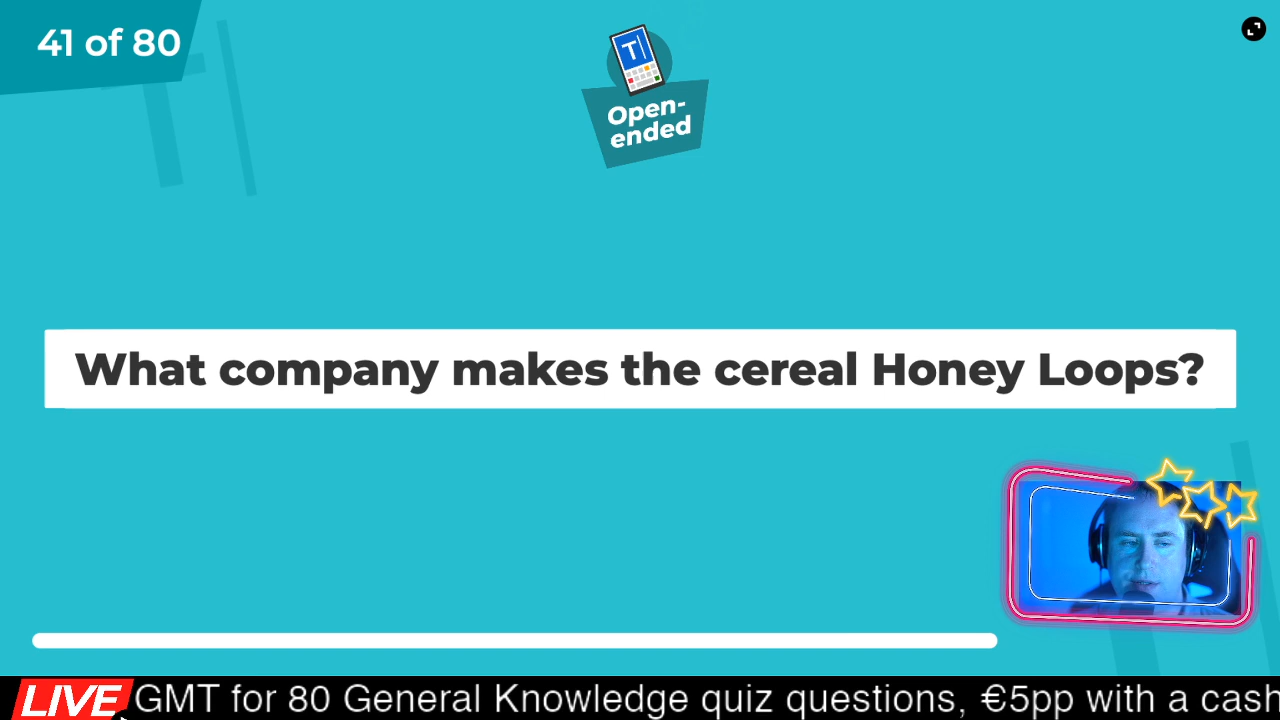 41 of 80
T
Open-
ended
What company makes the cereal Honey Loops?
LIVE GMT for 80 General Knowledge quiz questions, €5pp with a cash